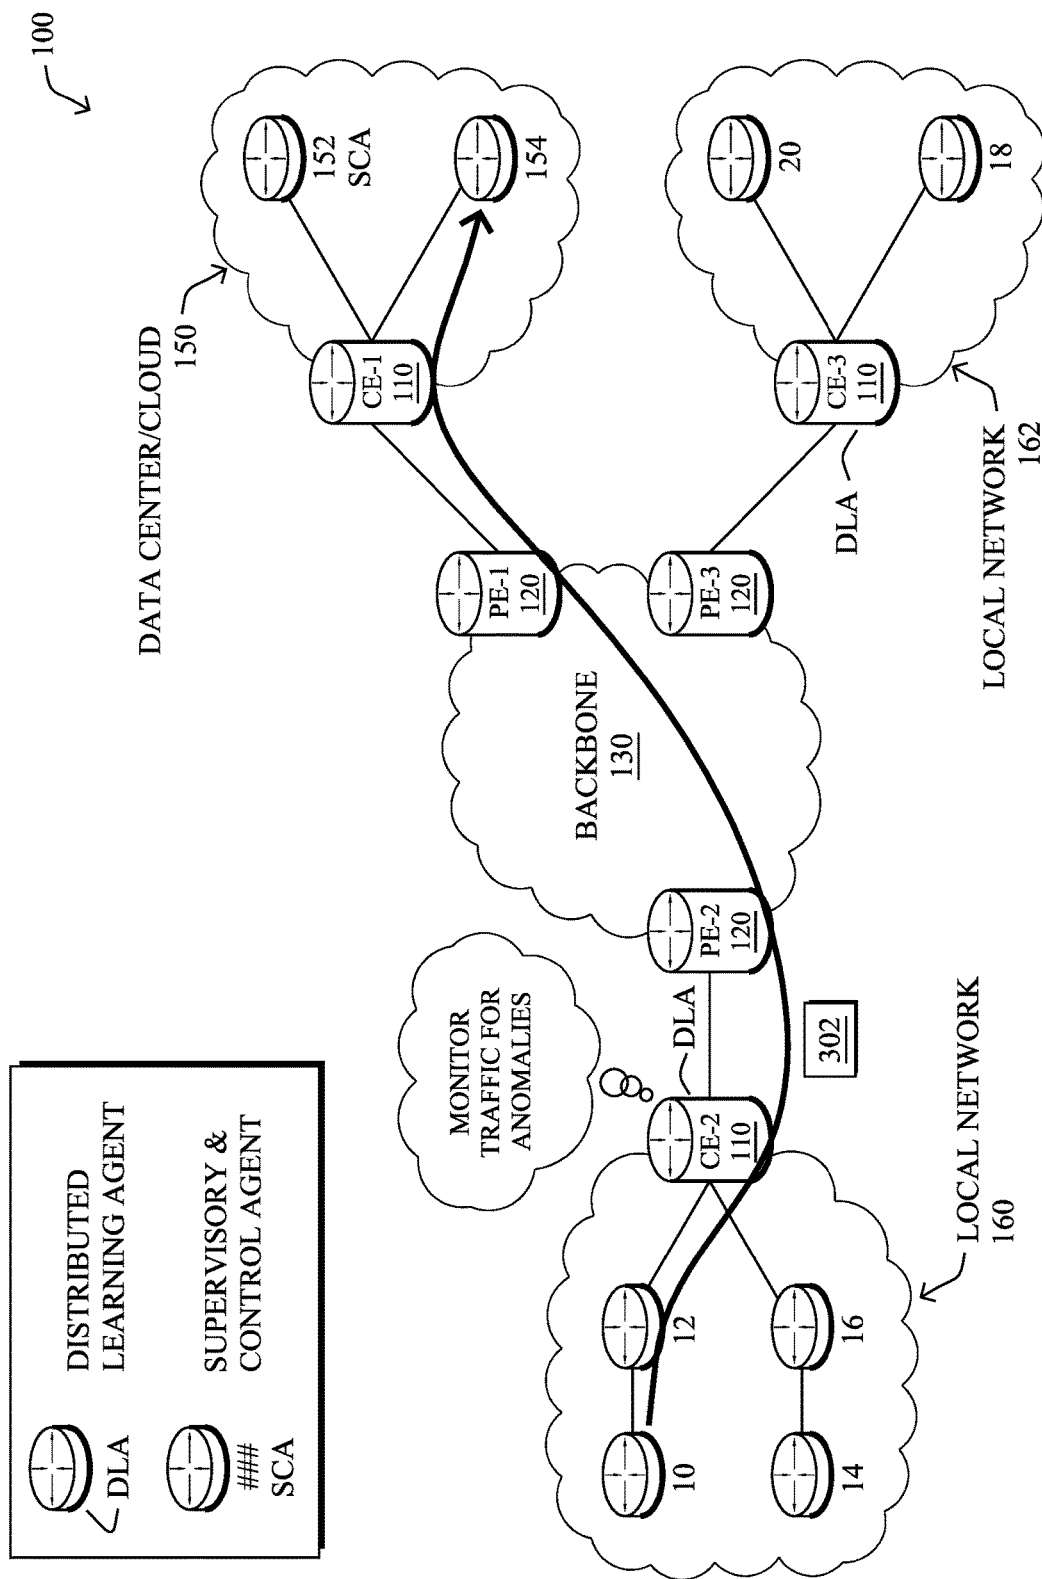 100
DISTRIBUTED
LEARNING AGENT
DLA
SUPERVISORY &
CONTROL AGENT
###
SCA
DATA CENTER/CLOUD
150
152
SCA
154
CE-1
110
PE-1
120
BACKBONE
130
MONITOR
TRAFFIC FOR
ANOMALIES
DLA
PE-2
120
PE-3
120
CE-2
110
302
10
12
14
16
LOCAL NETWORK
160
CE-3
110
DLA
20
18
LOCAL NETWORK
162